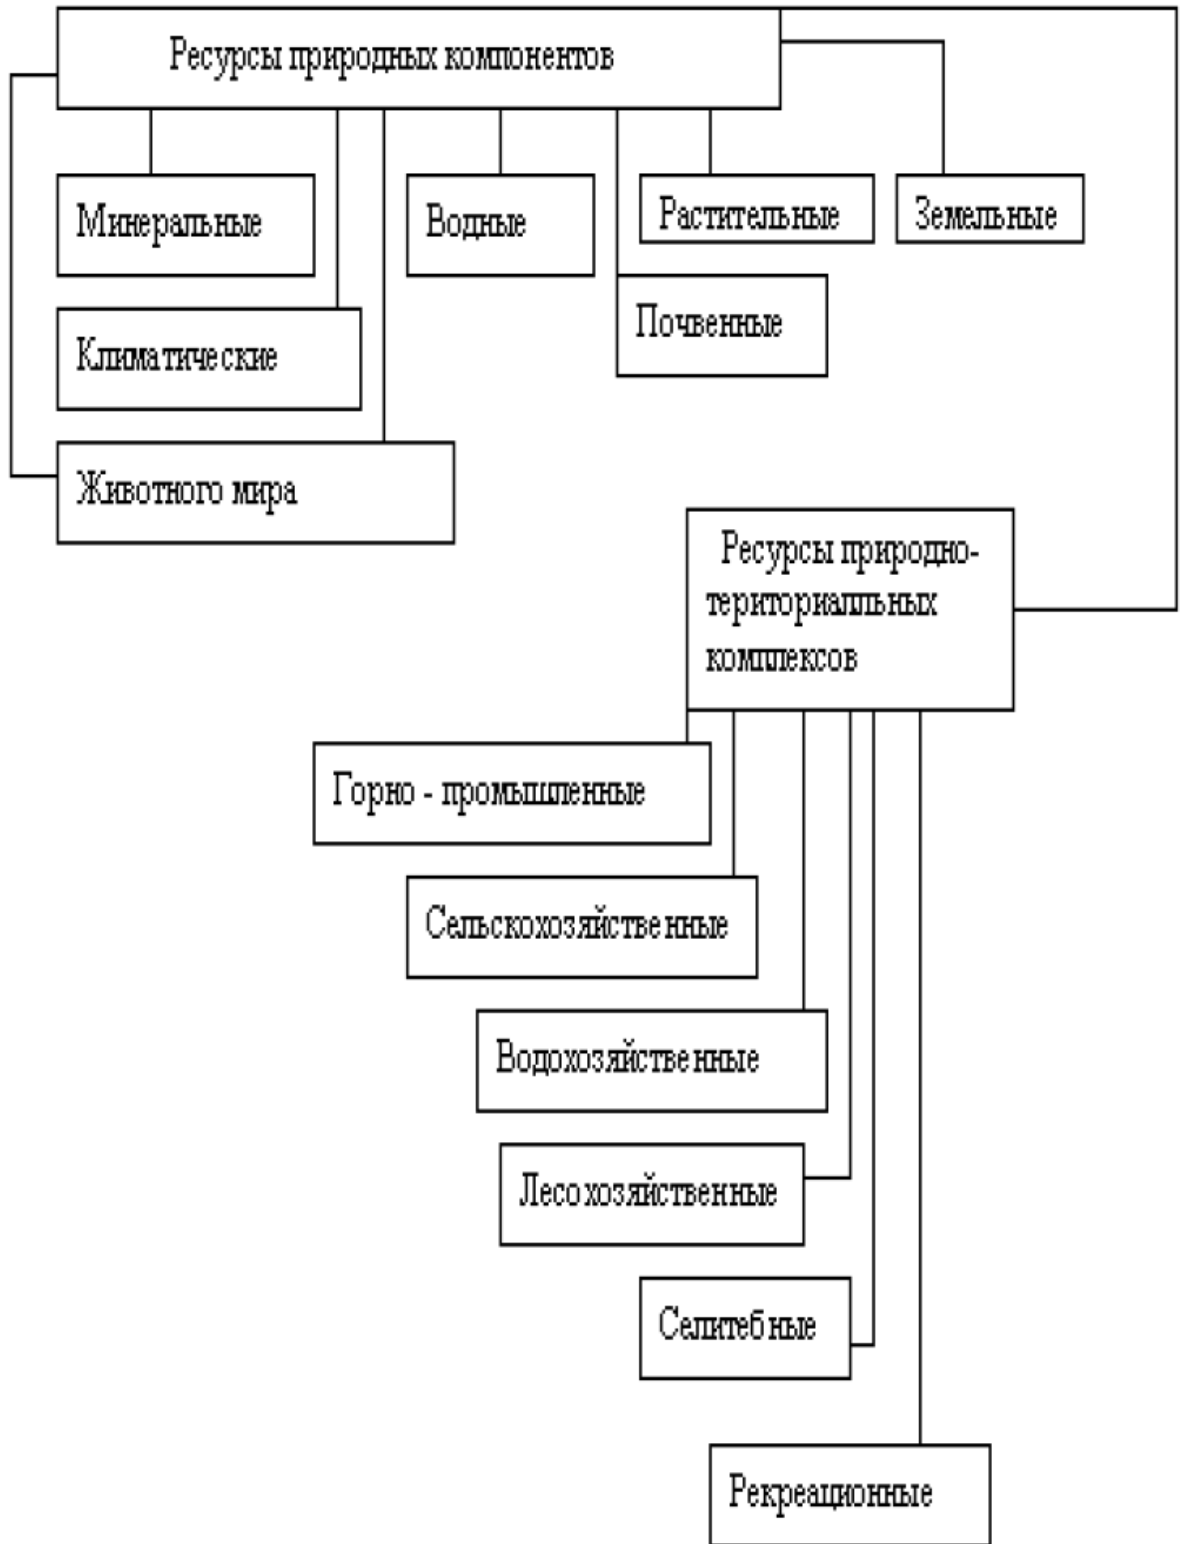 Ресурсы природных компонентов
Минеральные
Водные
Растительные
Земельные
Почвенные
Климатические
Животного мира
Ресурсы природно-
териториалльных
комплексов
Горно - промышленные
Сельскохозяйственные
Водохозяйственные
Лесохозяйственные
Селитебные
Рекреационные